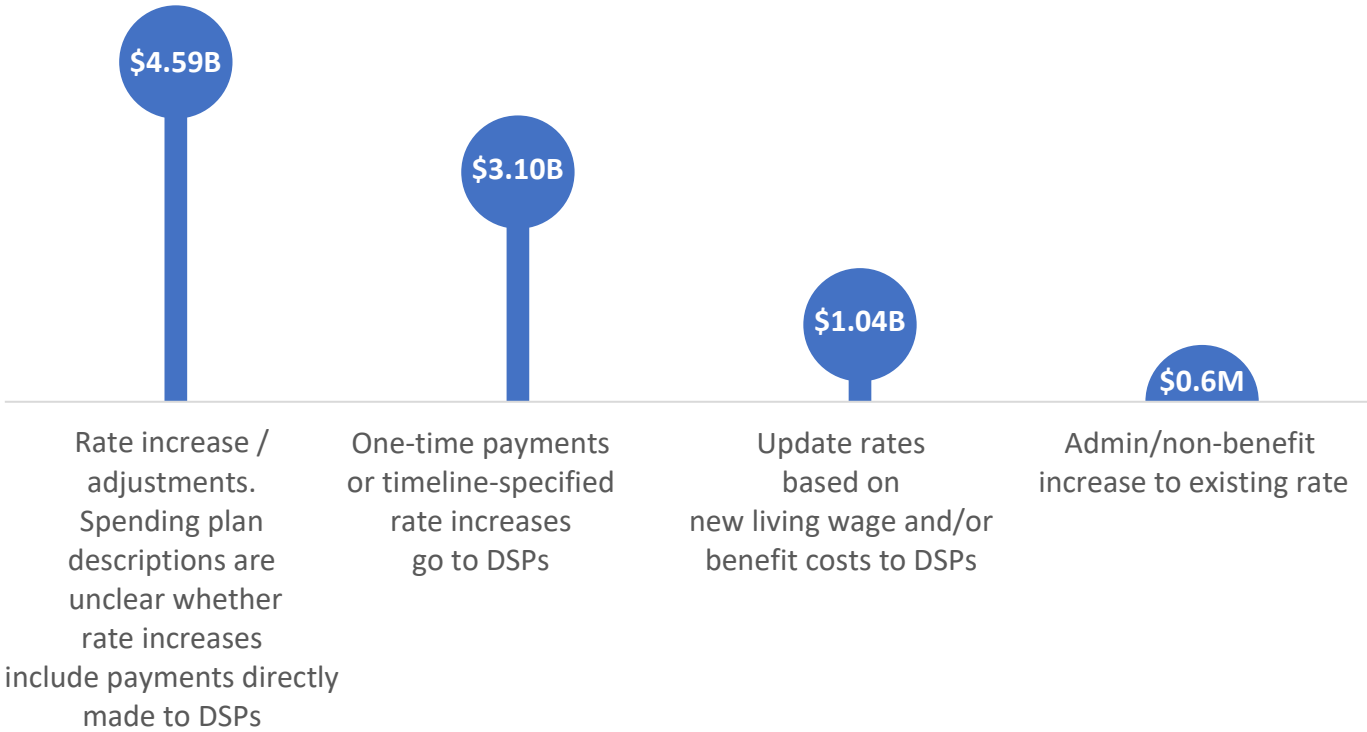 $4.59B
$3.10B
$1.04B
$0.6M
Rate increase /
adjustments.
Spending plan
descriptions are
unclear whether
rate increases
include payments directly
made to DSPs
One-time payments
or timeline-specified
rate increases
go to DSPs
Update rates
based on
new living wage and/or
benefit costs to DSPs
Admin/non-benefit
increase to existing rate